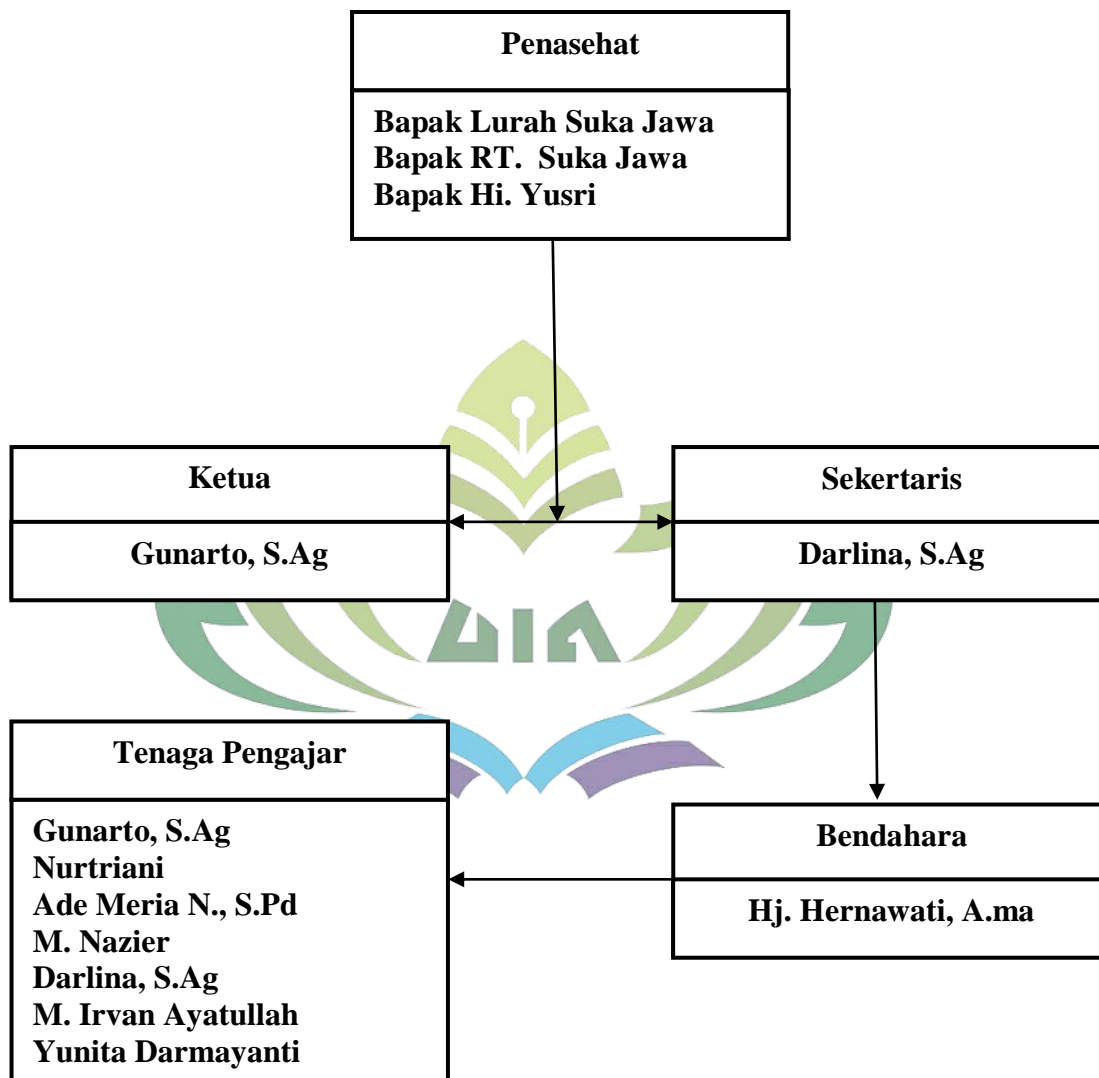 Penasehat
Bapak Lurah Suka Jawa
Bapak RT.  Suka Jawa
Bapak Hi. Yusri
Ketua
Gunarto, S.Ag
Sekertaris
Darlina, S.Ag
UIN
Tenaga Pengajar
Gunarto, S.Ag
Nurtriani
Ade Meria N., S.Pd
M. Nazier
Darlina, S.Ag
M. Irvan Ayatullah
Yunita Darmayanti
Bendahara
Hj. Hernawati, A.ma